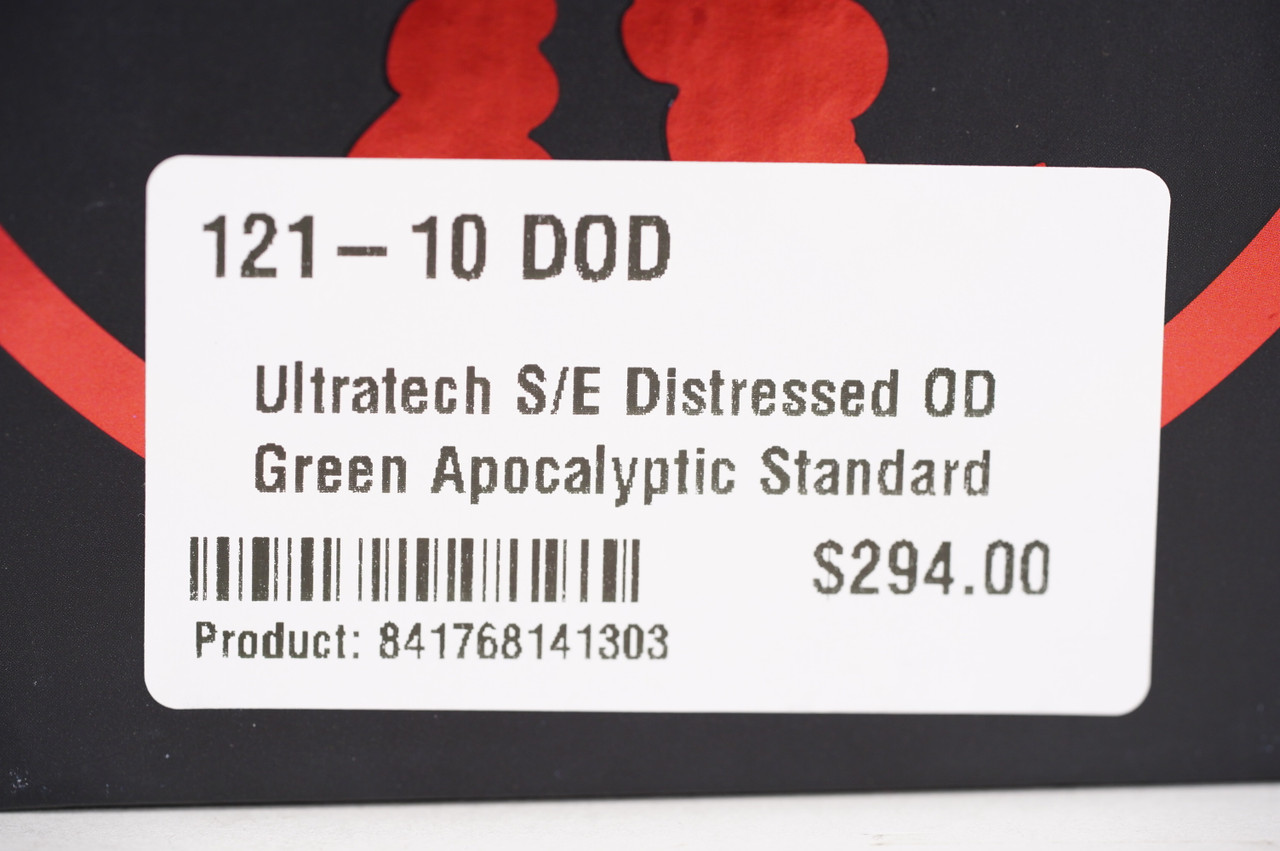 121-10 DOD
Ultratech S/E Distressed OD
Green Apocalyptic Standard
$294.00
Product: 841768141303